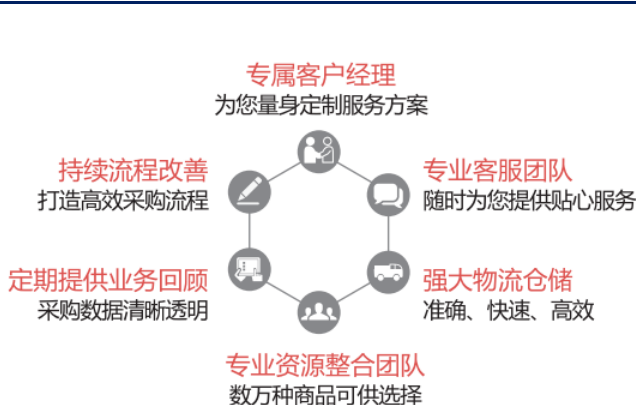 专属客户经理
为您量身定制服务方案
持续流程改善
打造高效采购流程
专业客服团队
随时为您提供贴心服务
定期提供业务回顾
采购数据清晰透明
强大物流仓储
准确、快速、高效
专业资源整合团队
数万种商品可供选择